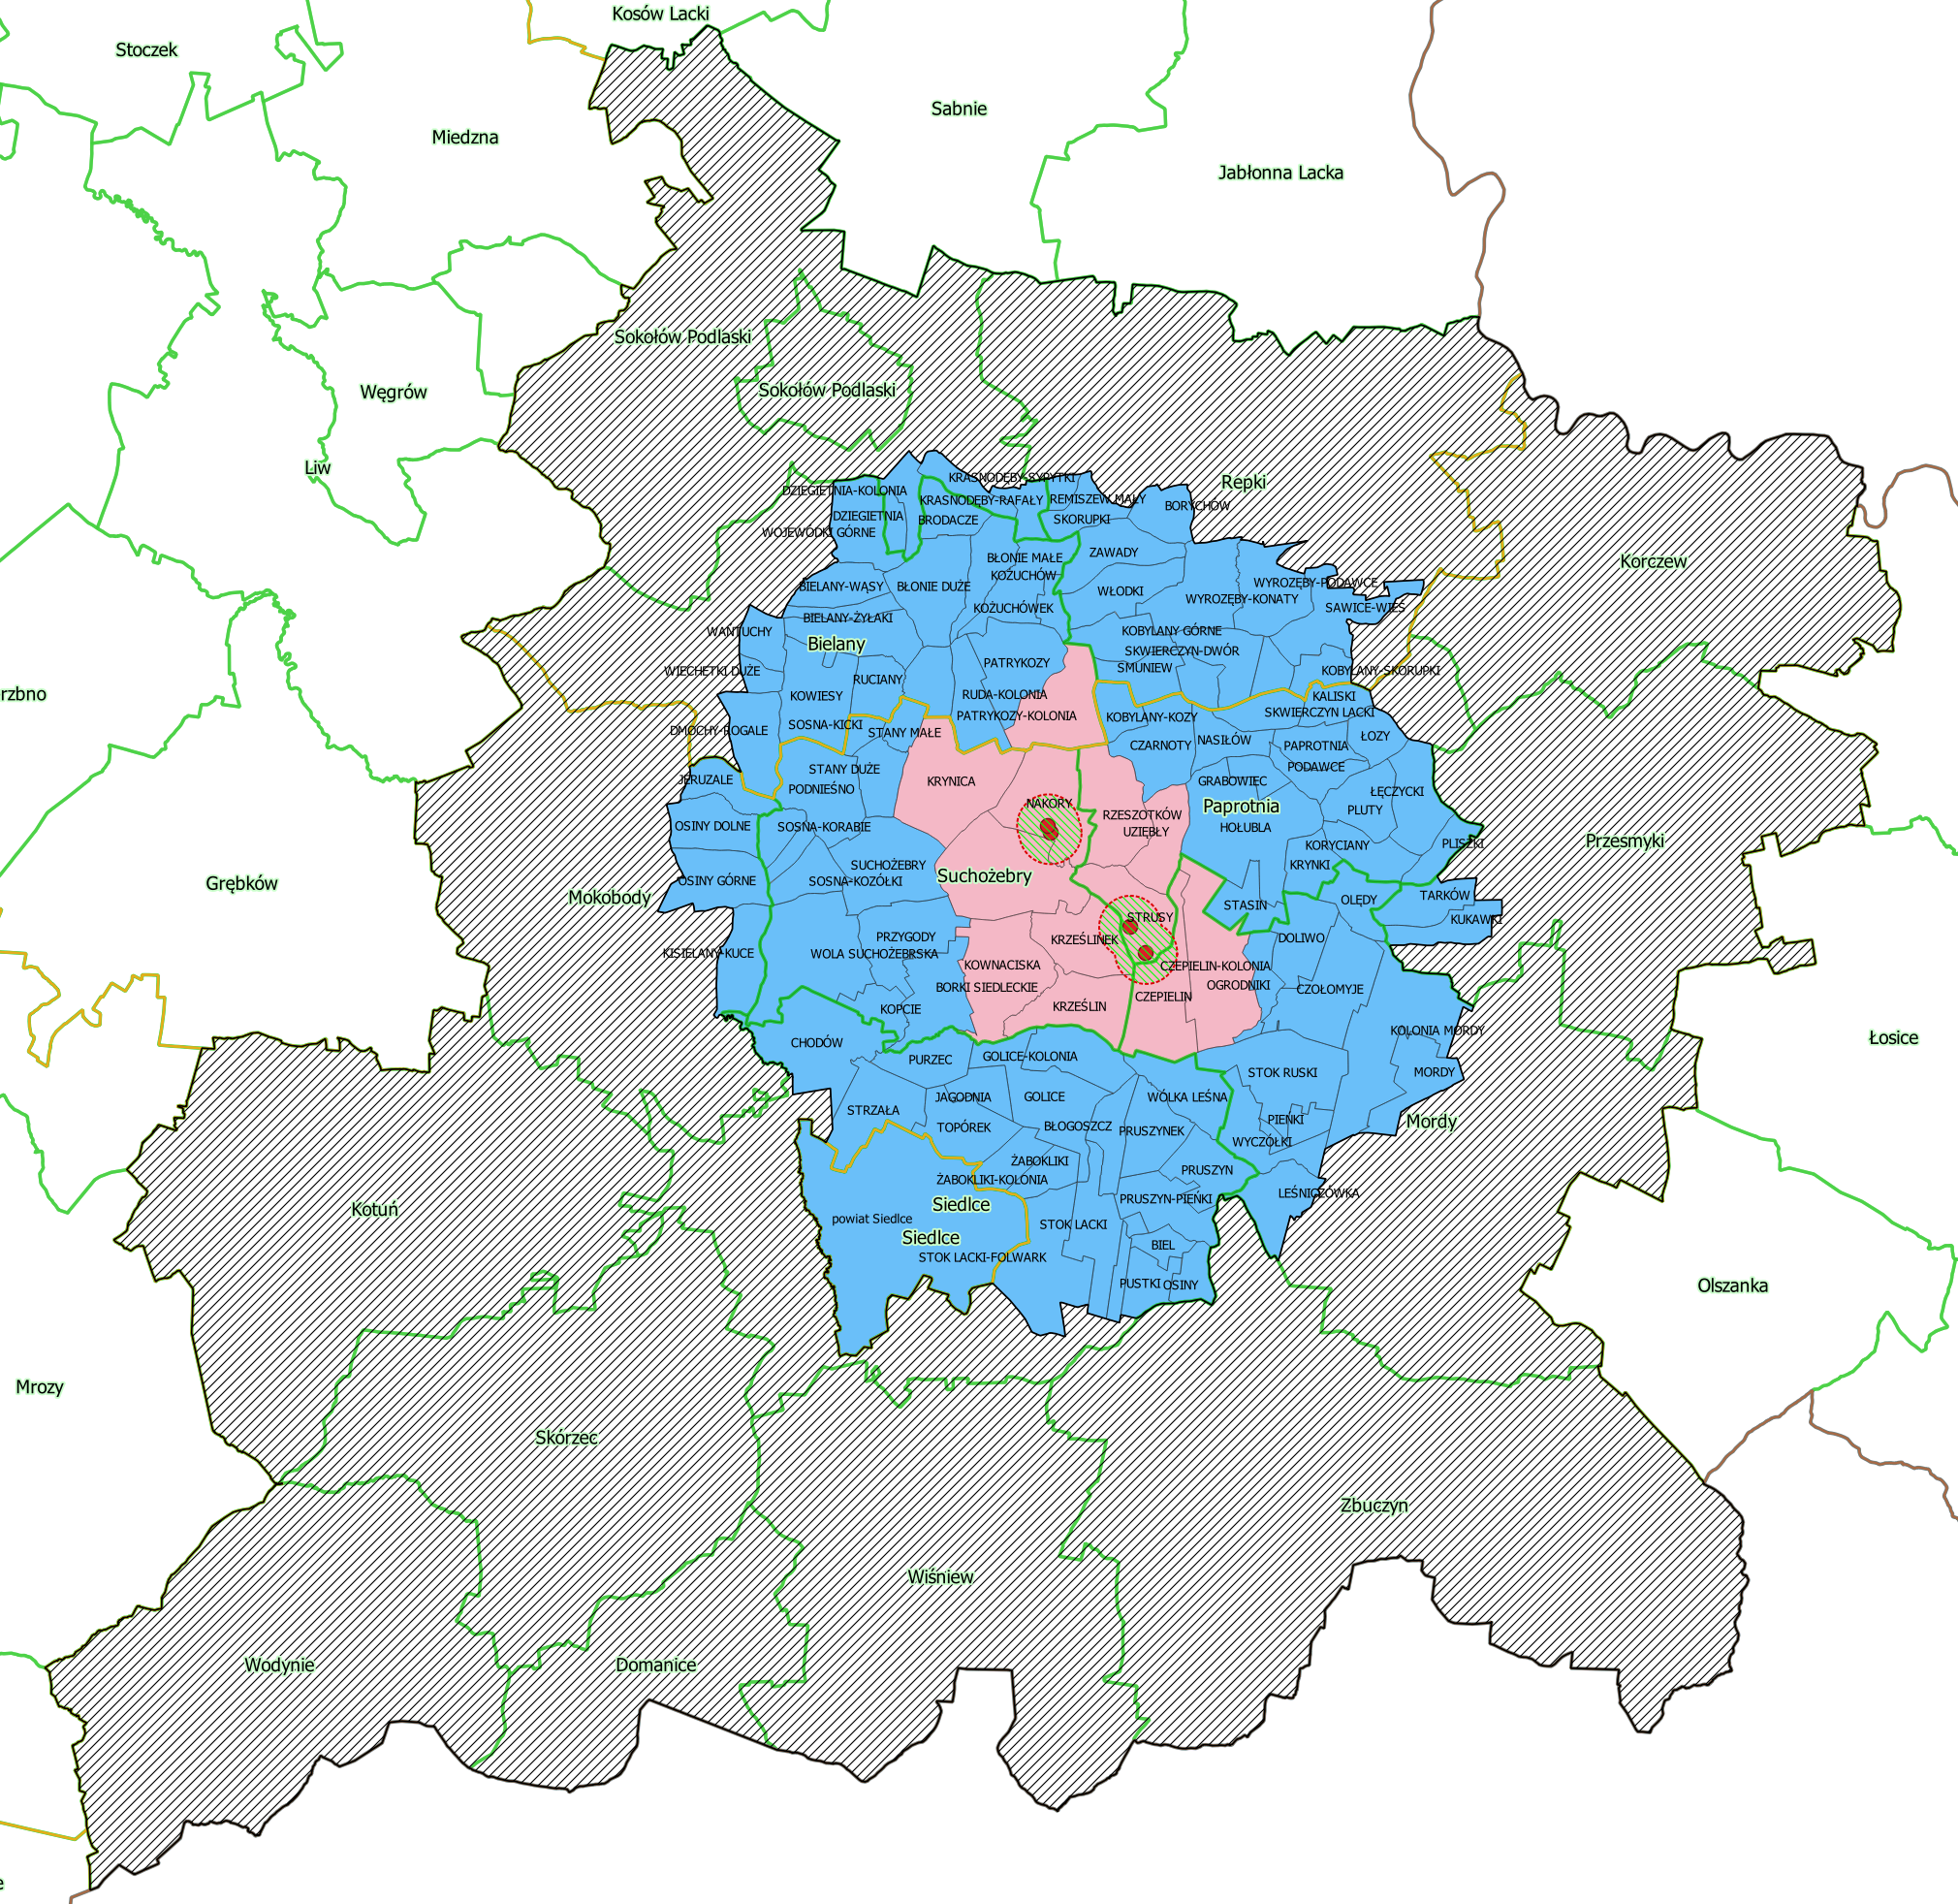 Kosów Lacki
Stoczek
Sabnie
Miedzna
Jabłonna Lacka
Sokołów Podlaski
Sokołów Podlaski
Węgrów
Liw
Repki
Korczew
KRASNODĘBY-SYPYTKI
DZIEGIETNIA-KOLONIA
KRASNODĘBY-RAFAŁY
REMISZEW MAŁY
BORYCHÓW
DZIEGIETNIA
BRODACZE
SKORUPKI
WOJEWÓDKI GÓRNE
ZAWADY
BŁONIE MAŁE
KOŻUCHÓW
BIELANY-WĄSY
BŁONIE DUŻE
WYROZĘBY-PODAWCE
WŁODKI
WYROZĘBY-KONATY
SAWICE-WIEŚ
KOŻUCHÓWEK
BIELANY-ŻYŁAKI
WANTUCHY
KOBYLANY GÓRNE
Bielany
SKWIERCZYN-DWÓR
PATRYKOZY
SMUNIEW
WIECHETKI DUŻE
KOBYLANY-SKORUPKI
RUCIANY
KOWIESY
RUDA-KOLONIA
KALISKI
rzbno
PATRYKOZY-KOLONIA
KOBYLANY-KOZY
SKWIERCZYN LACKI
SOSNA-KICKI
DMOCHY-ROGALE
STANY MAŁE
ŁOZY
NASIŁÓW
CZARNOTY
PAPROTNIA
STANY DUŻE
PODAWCE
JERUZALE
KRYNICA
GRABOWIEC
PODNIEŚNO
ŁĘCZYCKI
NAKORY
Paprotnia
PLUTY
RZESZOTKÓW
OSINY DOLNE
SOSNA-KORABIE
HOŁUBLA
UZIĘBŁY
Przesmyki
PLISZKI
KORYCIANY
SUCHOŻEBRY
KRYNKI
Suchożebry
Grębków
OSINY GÓRNE
SOSNA-KOZÓŁKI
TARKÓW
Mokobody
OLĘDY
STASIN
STRUSY
KUKAWKI
PRZYGODY
KRZEŚLINEK
DOLIWO
KISIELANY-KUCE
WOLA SUCHOŻEBRSKA
KOWNACISKA
CZEPIELIN-KOLONIA
OGRODNIKI
BORKI SIEDLECKIE
CZOŁOMYJE
CZEPIELIN
KRZEŚLIN
KOPCIE
KOLONIA MORDY
Łosice
CHODÓW
GOLICE-KOLONIA
PURZEC
STOK RUSKI
MORDY
JAGODNIA
GOLICE
WÓLKA LEŚNA
STRZAŁA
PIEŃKI
Mordy
TOPÓREK
BŁOGOSZCZ
PRUSZYNEK
WYCZÓŁKI
ŻABOKLIKI
PRUSZYN
ŻABOKLIKI-KOLONIA
LEŚNICZÓWKA
PRUSZYN-PIEŃKI
Siedlce
Kotuń
powiat Siedlce
STOK LACKI
Siedlce
BIEL
STOK LACKI-FOLWARK
PUSTKI
OSINY
Olszanka
Mrozy
Skórzec
Zbuczyn
Wiśniew
Wodynie
Domanice
e